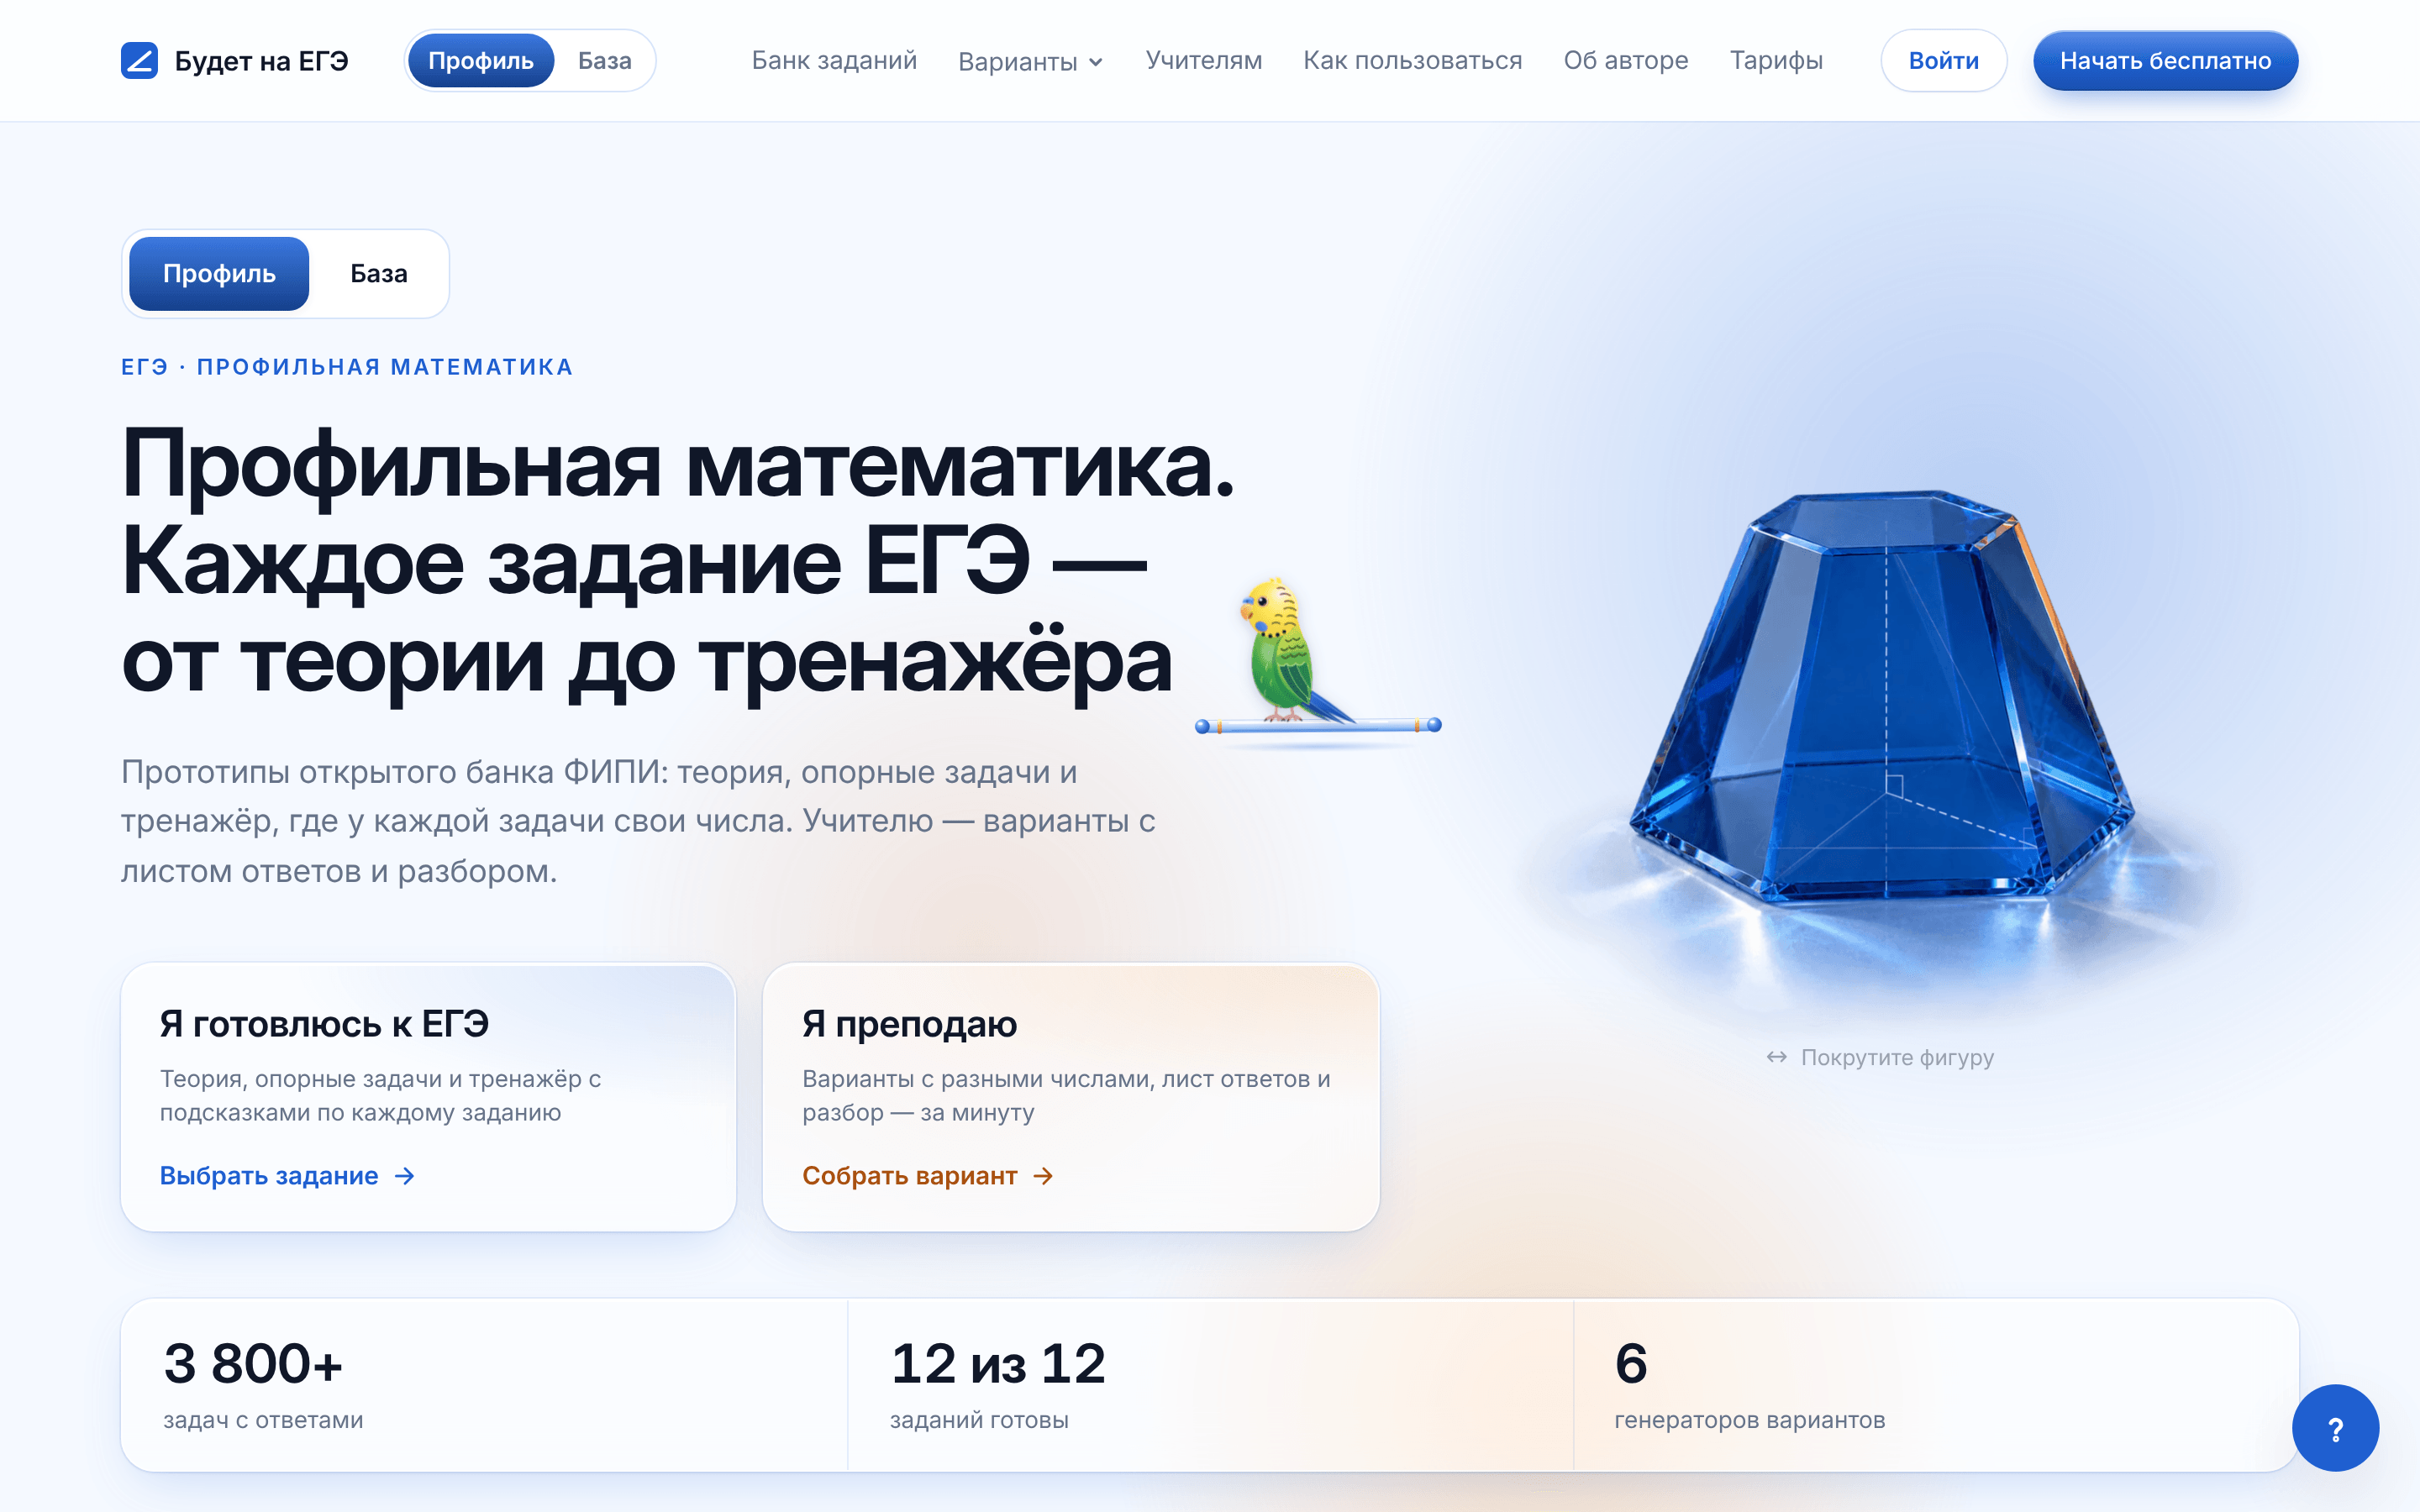 Будет на ЕГЭ
Профиль
База
Банк заданий
Варианты
Учителям
Как пользоваться
Об авторе
Тарифы
Войти
Начать бесплатно
Профиль
База
ЕГЭ · ПРОФИЛЬНАЯ МАТЕМАТИКА
Профильная математика.
Каждое задание ЕГЭ —
от теории до тренажёра
Прототипы открытого банка ФИПИ: теория, опорные задачи и
тренажёр, где у каждой задачи свои числа. Учителю — варианты с
листом ответов и разбором.
Я готовлюсь к ЕГЭ
Теория, опорные задачи и тренажёр с
подсказками по каждому заданию
Выбрать задание →
Я преподаю
Варианты с разными числами, лист ответов и
разбор — за минуту
Собрать вариант →
↔ Покрутите фигуру
3 800+
задач с ответами
12 из 12
заданий готовы
6
генераторов вариантов
?